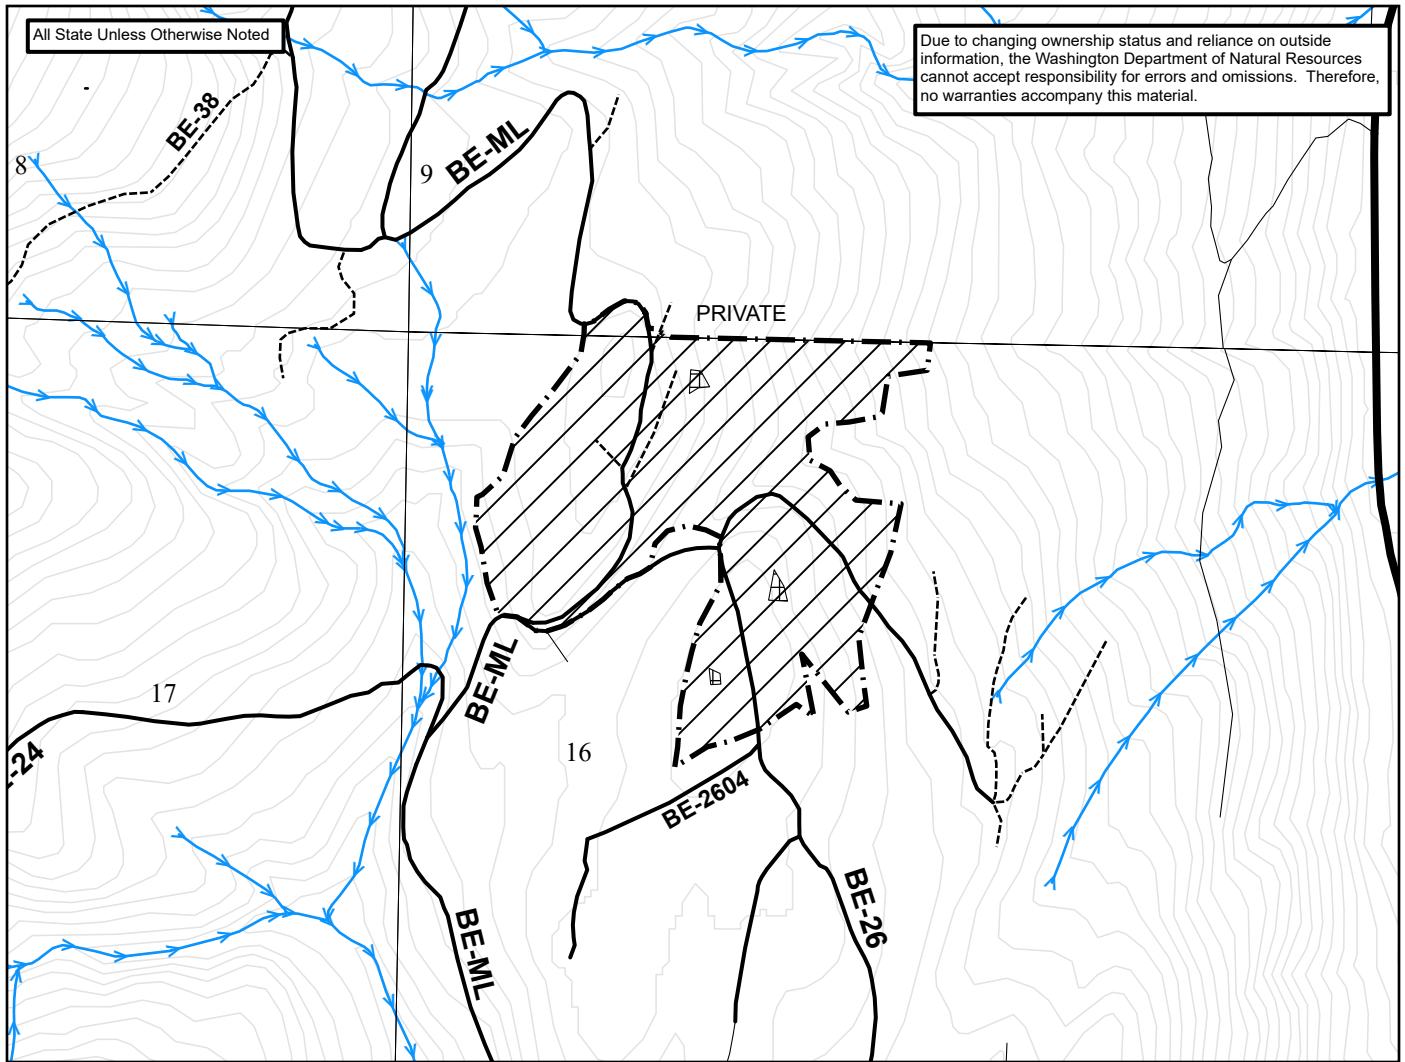 All State Unless Otherwise Noted
Due to changing ownership status and reliance on outside
information, the Washington Department of Natural Resources
cannot accept responsibility for errors and omissions. Therefore,
no warranties accompany this material.
BE-38
8
9
BE-ML
PRIVATE
BE-ML
17
16
-24
BE-2604
BE-26
BE-ML